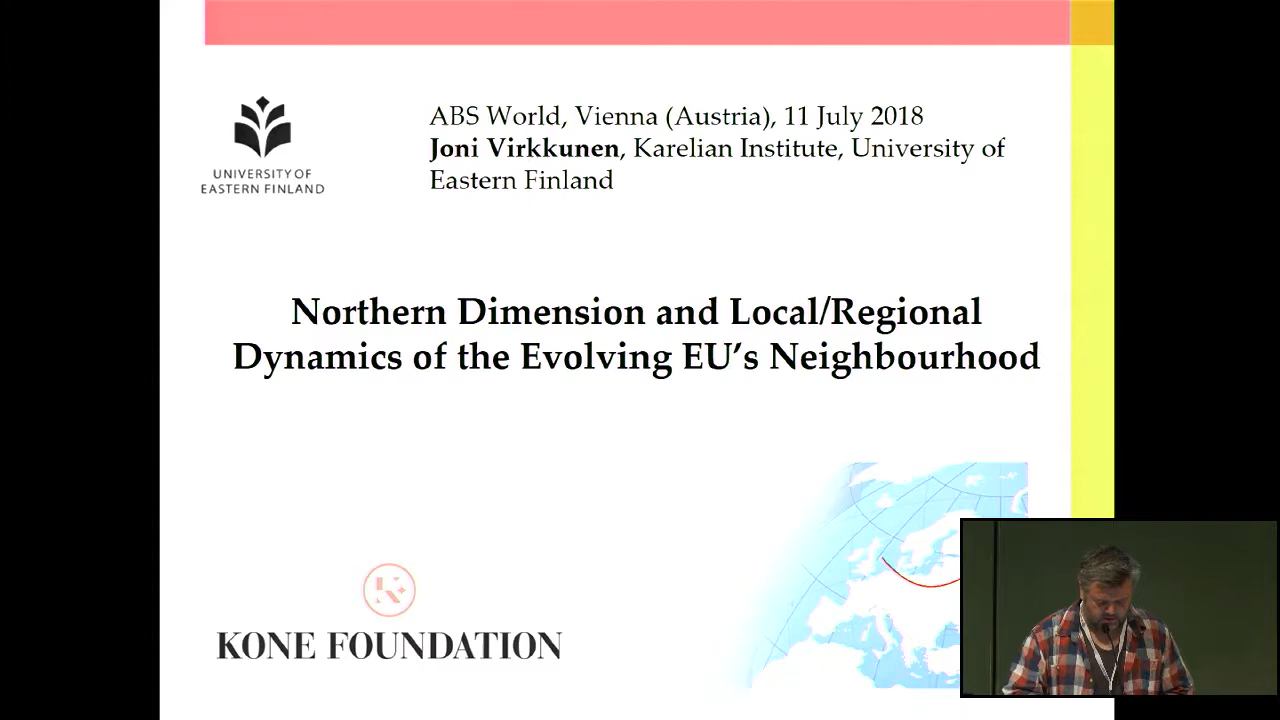 UNIVERSITY OF
EASTERN FINLAND
ABS World, Vienna (Austria), 11 July 2018
Joni Virkkunen, Karelian Institute, University of
Eastern Finland
Northern Dimension and Local/Regional
Dynamics of the Evolving EU's Neighbourhood
K
KONE FOUNDATION